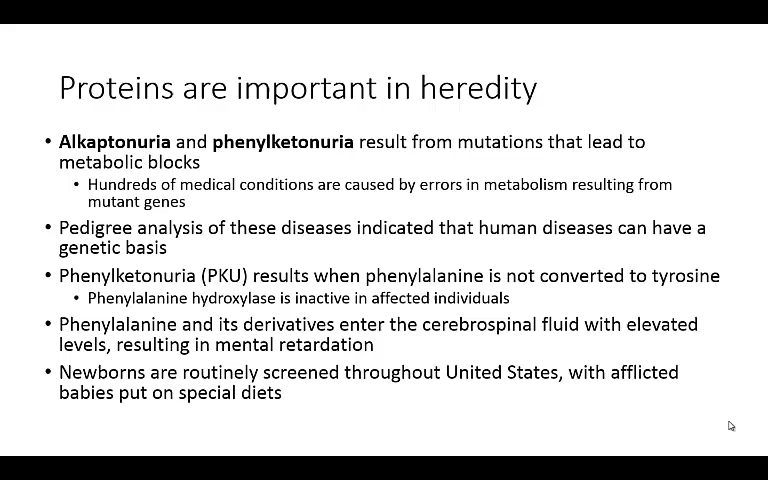 Proteins are important in heredity
• Alkaptonuria and phenylketonuria result from mutations that lead to
metabolic blocks
• Hundreds of medical conditions are caused by errors in metabolism resulting from
mutant genes
• Pedigree analysis of these diseases indicated that human diseases can have a
genetic basis
• Phenylketonuria (PKU) results when phenylalanine is not converted to tyrosine
• Phenylalanine hydroxylase is inactive in affected individuals
• Phenylalanine and its derivatives enter the cerebrospinal fluid with elevated
levels, resulting in mental retardation
• Newborns are routinely screened throughout United States, with afflicted
babies put on special diets